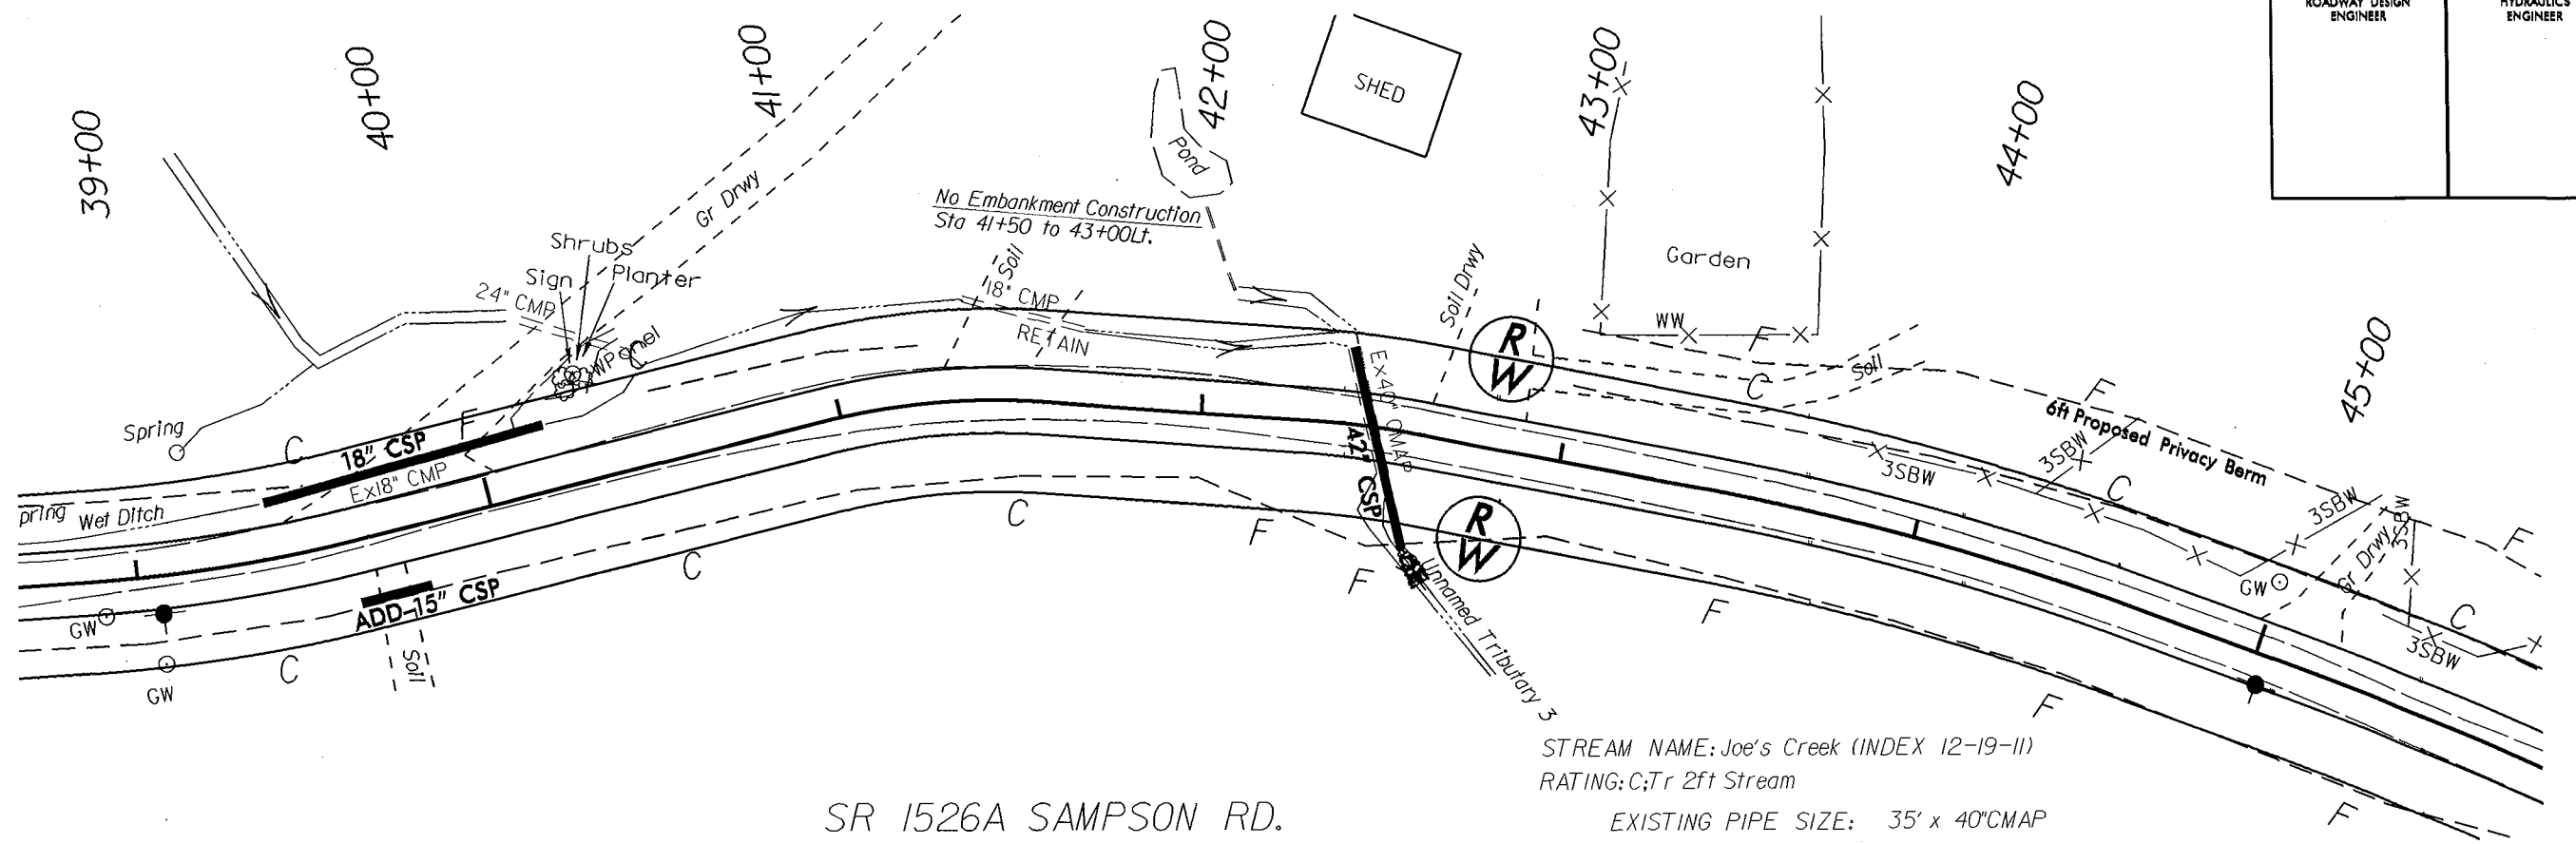 ROADWAY DESIGN
ENGINEER
HYDRAULICS
ENGINEER
39+00
40+00
41+00
42+00
43+00
44+00
45+00
SHED
Pond
Gr Drwy
No Embankment Construction
Sta 41+50 to 43+00Lt.
Shrubs
Sign
Planter
24" CMP
WPanel
Soil
18" CMP
RETAIN
Soil Drwy
Garden
WW
R
W
F
C
Soil
F
6ft Proposed Privacy Berm
Spring
C
F
C
18" CSP
Ex18" CMP
Ex40" CMAP
42" CSP
3SBW
3SBW
C
3SBW
3SBW
F
pring
Wet Ditch
C
F
R
W
C
F
Unnamed Tributary 3
GW
Gr Drwy
ADD-15" CSP
GW
GW
C
Soil
F
C
3SBW
F
F
STREAM NAME: Joe's Creek (INDEX 12-19-11)
RATING: C;Tr 2ft Stream
EXISTING PIPE SIZE: 35' x 40"CMAP
SR 1526A SAMPSON RD.